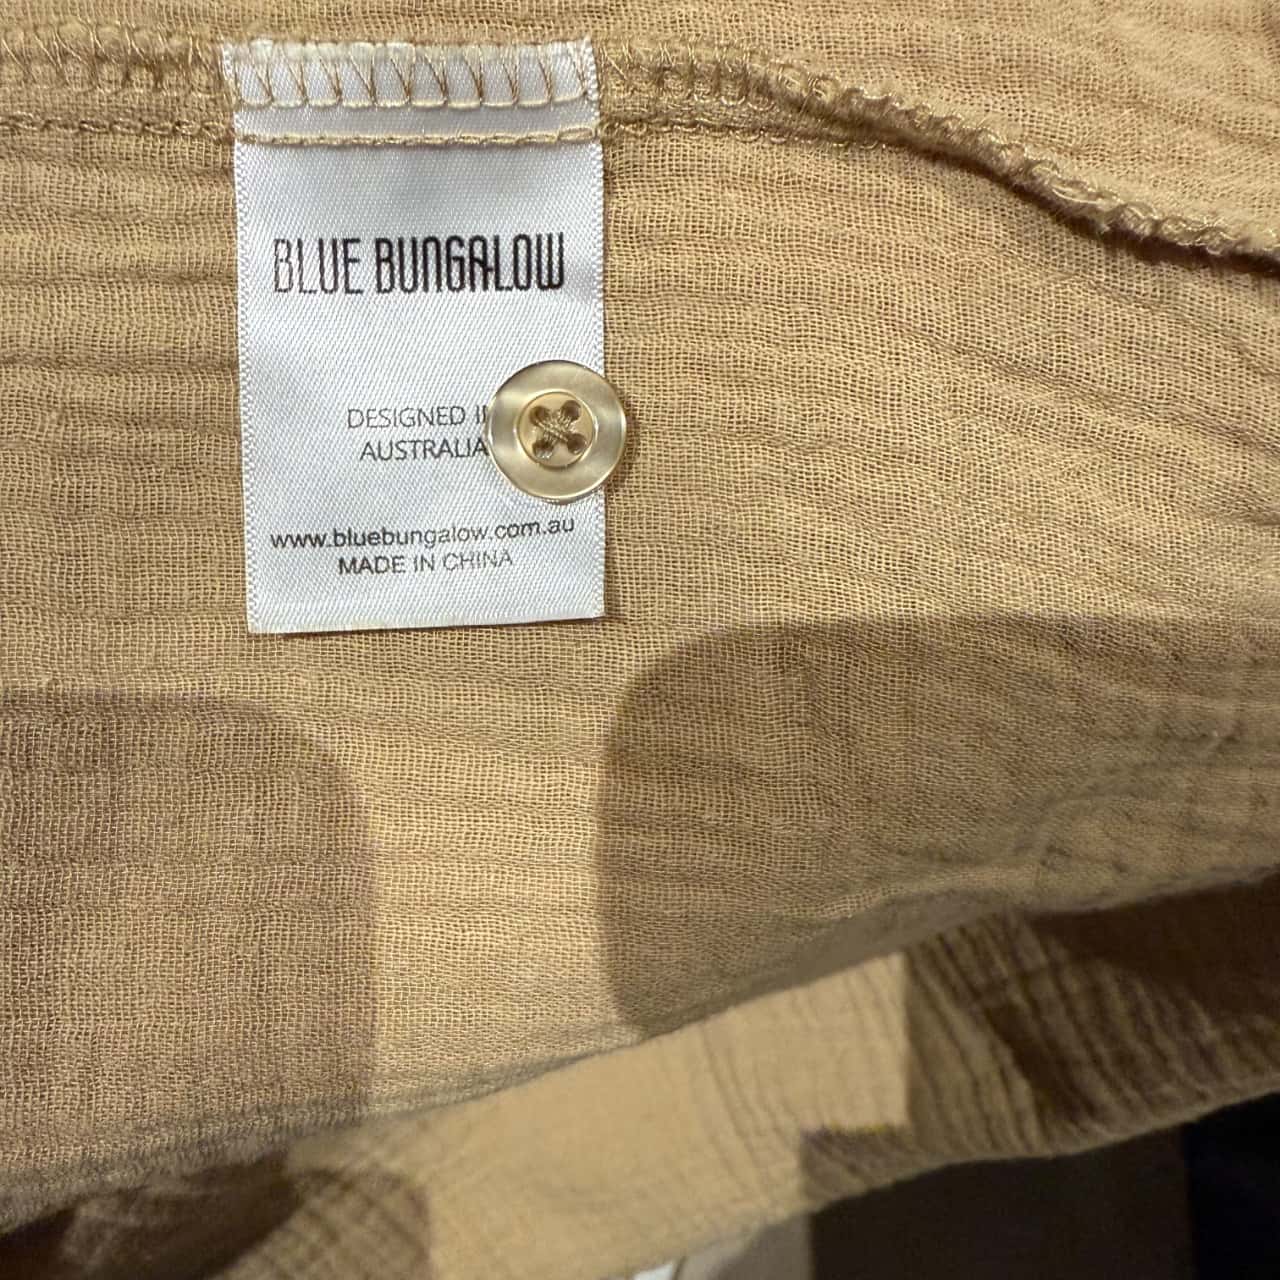 BLUE BUNGALOW
DESIGNED
AUSTRALIA
www.bluebungalow.com.au
MADE IN CHINA